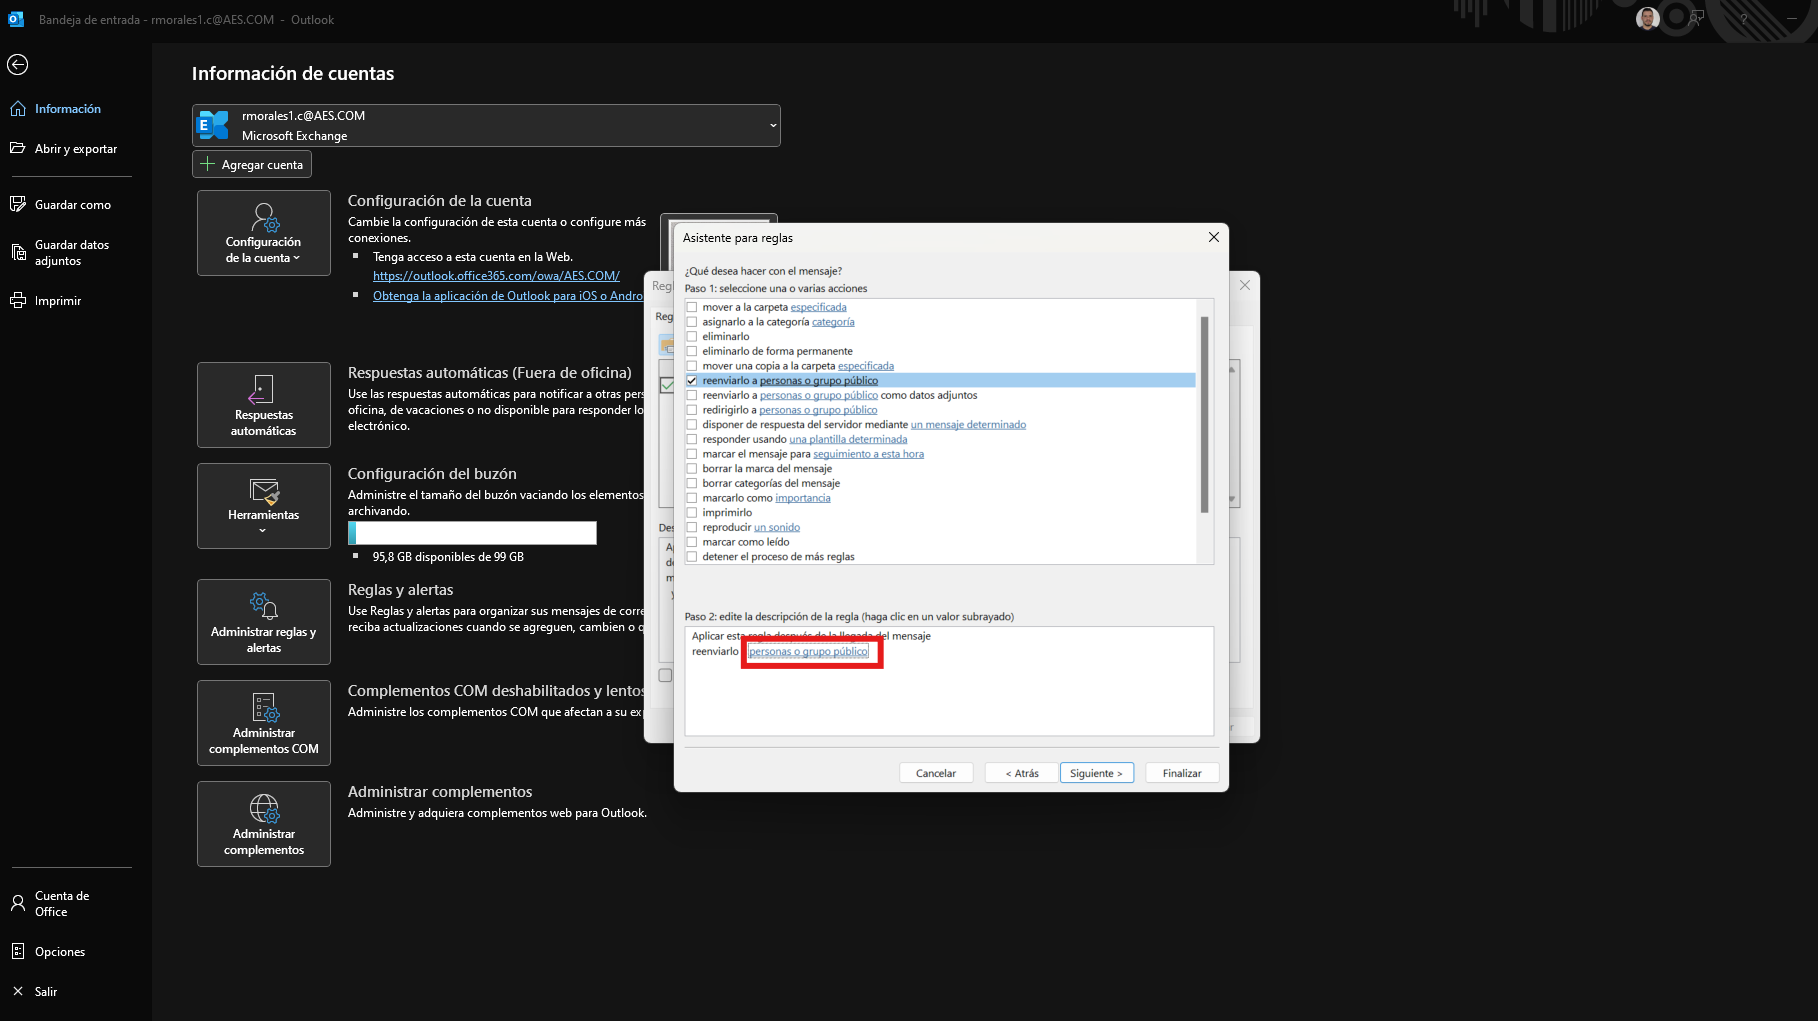 Bandeja de entrada - rmorales1.c@AES.COM - Outlook
Información
Abrir y exportar
Guardar como
Guardar datos
adjuntos
Imprimir
Cuenta de
Office
Opciones
Salir
Información de cuentas
rmorales1.c@AES.COM
Microsoft Exchange
Agregar cuenta
Configuración
de la cuenta
Configuración de la cuenta
Cambie la configuración de esta cuenta o configure más
conexiones.
Tenga acceso a esta cuenta en la Web.
https://outlook.office365.com/owa/AES.COM/
Obtenga la aplicación de Outlook para iOS o Andro
Respuestas
automáticas
Respuestas automáticas (Fuera de oficina)
Use las respuestas automáticas para notificar a otras per
oficina, de vacaciones o no disponible para responder lo
electrónico.
Herramientas
Configuración del buzón
Administre el tamaño del buzón vaciando los elementos
archivando.
95,8 GB disponibles de 99 GB
Administrar reglas y
alertas
Reglas y alertas
Use Reglas y alertas para organizar sus mensajes de corre
reciba actualizaciones cuando se agreguen, cambien o q
Administrar
complementos COM
Complementos COM deshabilitados y lentos
Administre los complementos COM que afectan a su exp
Administrar
complementos
Administrar complementos
Administre y adquiera complementos web para Outlook.
Regl
Reg
Des
A
de
m
y
Asistente para reglas
¿Qué desea hacer con el mensaje?
Paso 1: seleccione una o varias acciones
mover a la carpeta especificada
asignarlo a la categoría categoría
eliminarlo
eliminarlo de forma permanente
mover una copia a la carpeta especificada
reenviarlo a personas o grupo público
reenviarlo a personas o grupo público como datos adjuntos
redirigirlo a personas o grupo público
disponer de respuesta del servidor mediante un mensaje determinado
responder usando una plantilla determinada
marcar el mensaje para seguimiento a esta hora
borrar la marca del mensaje
borrar categorías del mensaje
marcarlo como importancia
imprimirlo
reproducir un sonido
marcar como leído
detener el proceso de más reglas
Paso 2: edite la descripción de la regla (haga clic en un valor subrayado)
Aplicar esta regla después de la llegada del mensaje
reenviarlo personas o grupo público
Cancelar
< Atrás
Siguiente >
Finalizar